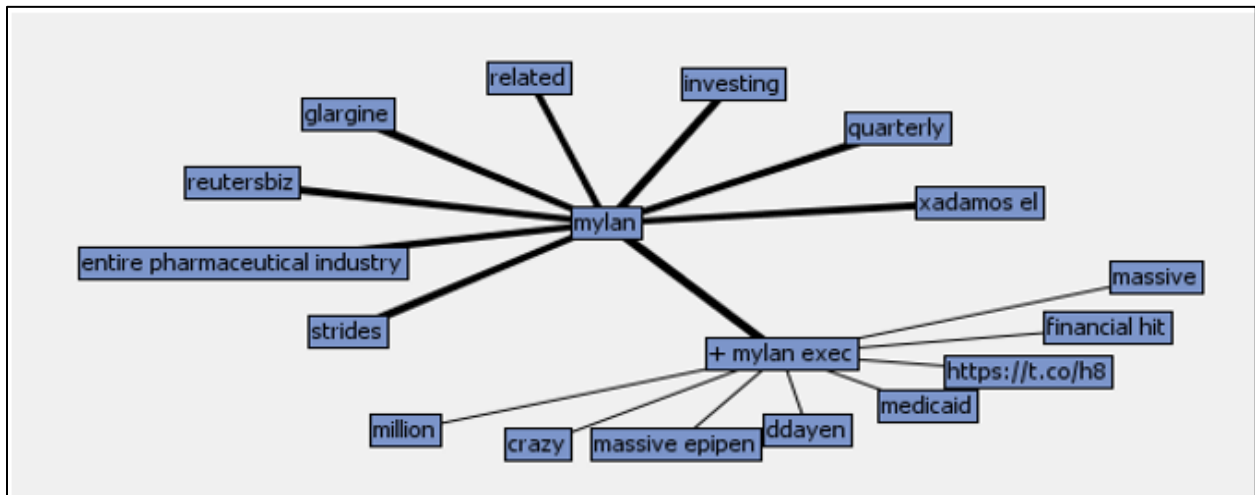 related
investing
glargine
quarterly
reutersbiz
xadamos el
mylan
entire pharmaceutical industry
massive
strides
financial hit
+ mylan exec
https://t.co/h8
medicaid
million
ddayen
crazy
massive epipen